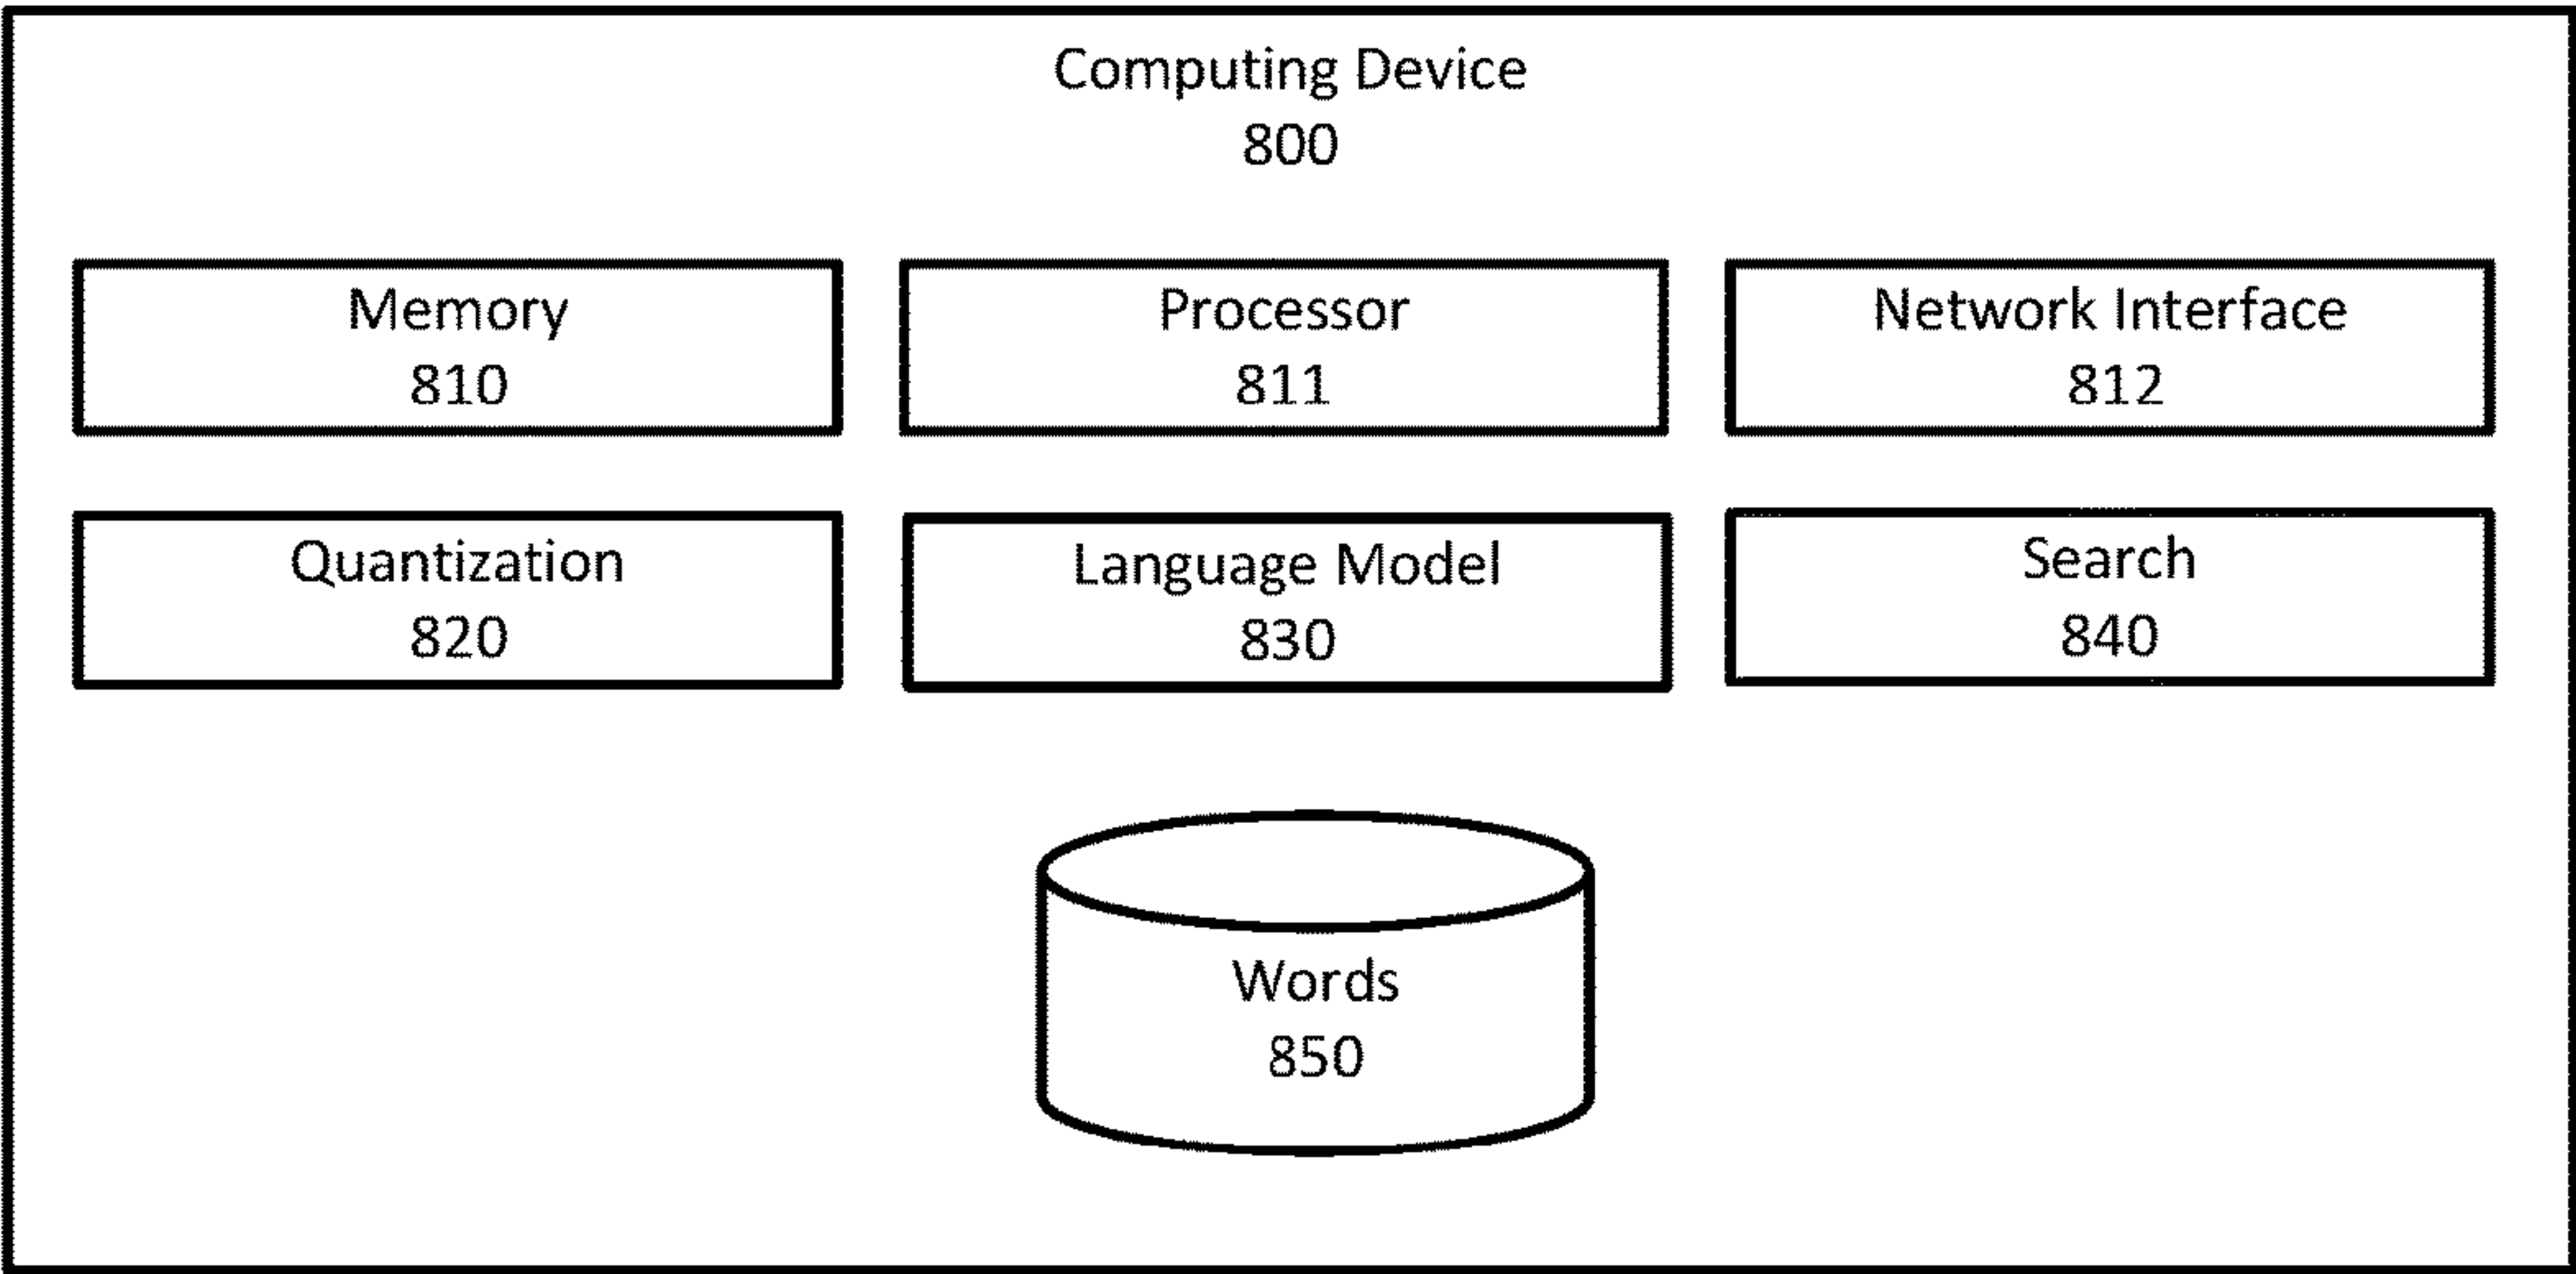 Computing Device
800
Memory
810
Processor
811
Network Interface
812
Quantization
820
Language Model
830
Search
840
Words
850